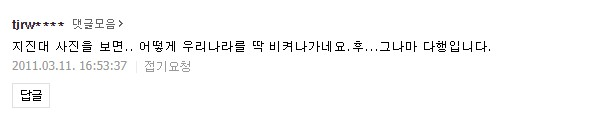 tjrw**** 댓글모음 >
지진대 사진을 보면.. 어떻게 우리나라를 딱 비켜나가네요.후...그나마 다행입니다.
2011.03.11. 16:53:37 | 접기요청
답글